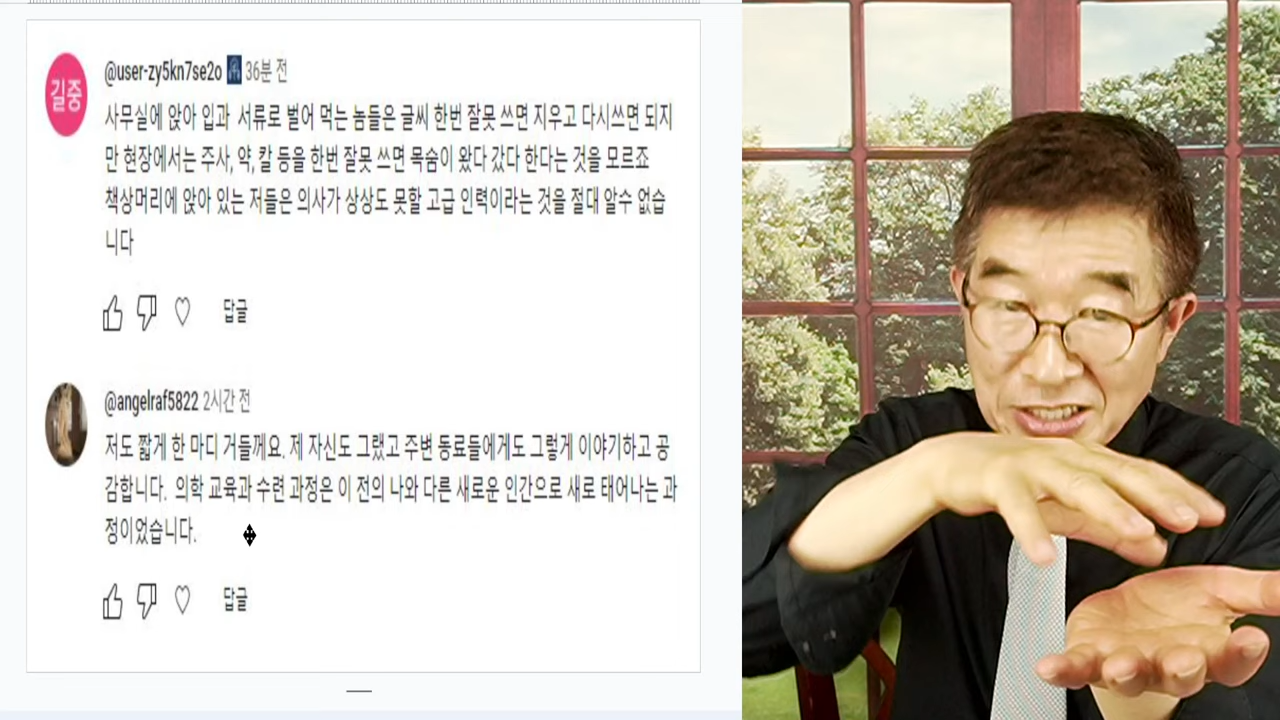 길중
@user-zy5kn7se2o 36분 전
사무실에 앉아 입과 서류로 벌어 먹는 놈들은 글씨 한번 잘못 쓰면 지우고 다시쓰면 되지
만 현장에서는 주사, 약, 칼 등을 한번 잘못 쓰면 목숨이 왔다 갔다 한다는 것을 모르죠
책상머리에 앉아 있는 저들은 의사가 상상도 못할 고급 인력이라는 것을 절대 알수 없습
니다
답글
@angelraf5822 2시간 전
저도 짧게 한 마디 거들께요. 제 자신도 그랬고 주변 동료들에게도 그렇게 이야기하고 공
감합니다. 의학 교육과 수련 과정은 이 전의 나와 다른 새로운 인간으로 새로 태어나는 과
정이었습니다.
답글